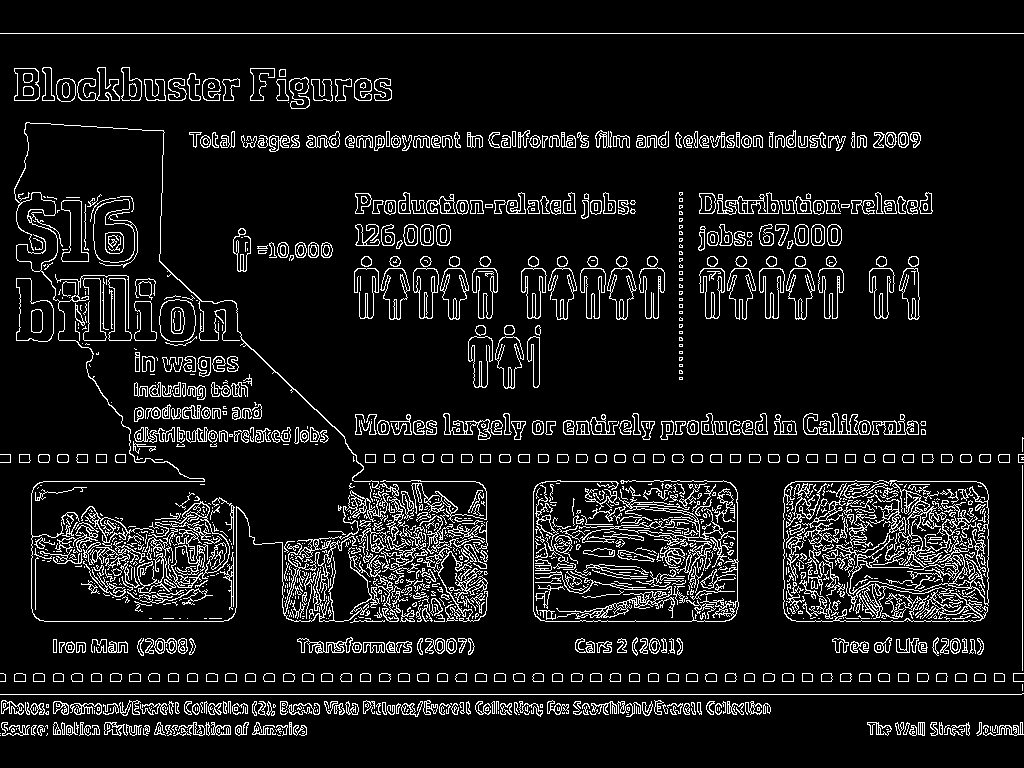 Blockbuster Figures
Total wages and employment in California's film and television industry in 2009
$16
billion
in wages
including both
production- and
distribution-related jobs
=10,000
Production-related jobs:
126,000
Distribution-related
jobs: 67,000
Movies largely or entirely produced in California:
Iron Man (2008)
Transformers (2007)
Cars 2 (2011)
Tree of Life (2011)
Photos: Paramount/Everett Collection (2); Buena Vista Pictures/Everett Collection; Fox Searchlight/Everett Collection
Source: Motion Picture Association of America
The Wall Street Journal